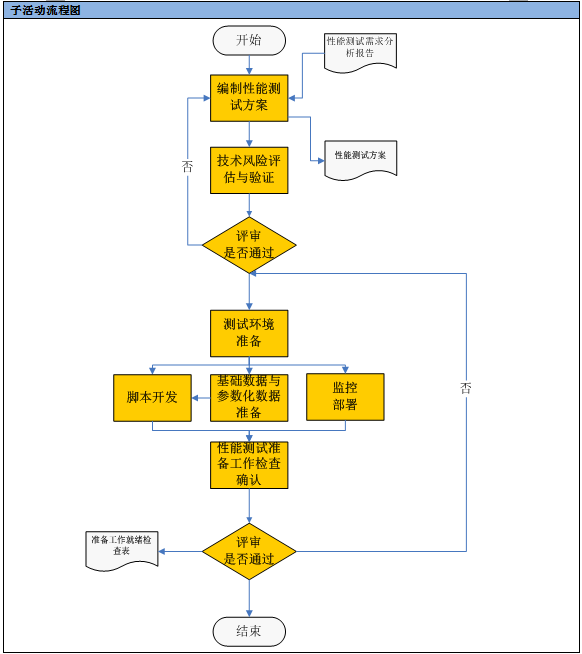 子活动流程图
开始
性能测试需求分
析报告
编制性能测
试方案
性能测试方案
否
技术风险评
估与验证
评审
是否通过
测试环境
准备
脚本开发
基础数据与
参数化数据
准备
监控
部署
否
性能测试准
备工作检查
确认
准备工作就绪检
查表
评审
是否通过
结束